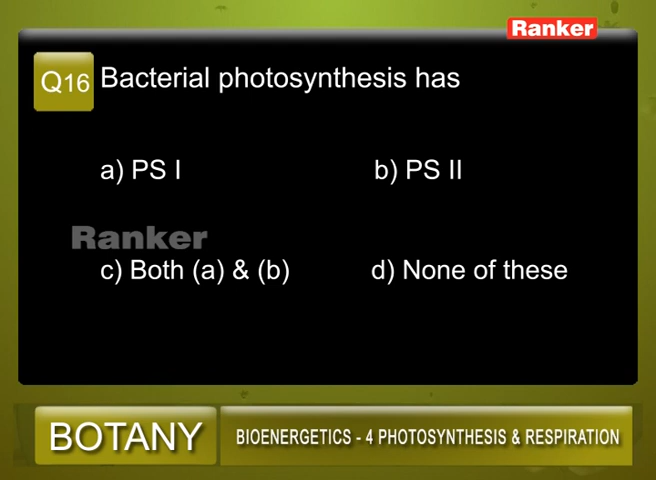 Ranker
Q16 Bacterial photosynthesis has
a) PS I b) PS II
Ranker
c) Both (a) & (b) d) None of these
BOTANY BIOENERGETICS - 4 PHOTOSYNTHESIS & RESPIRATION